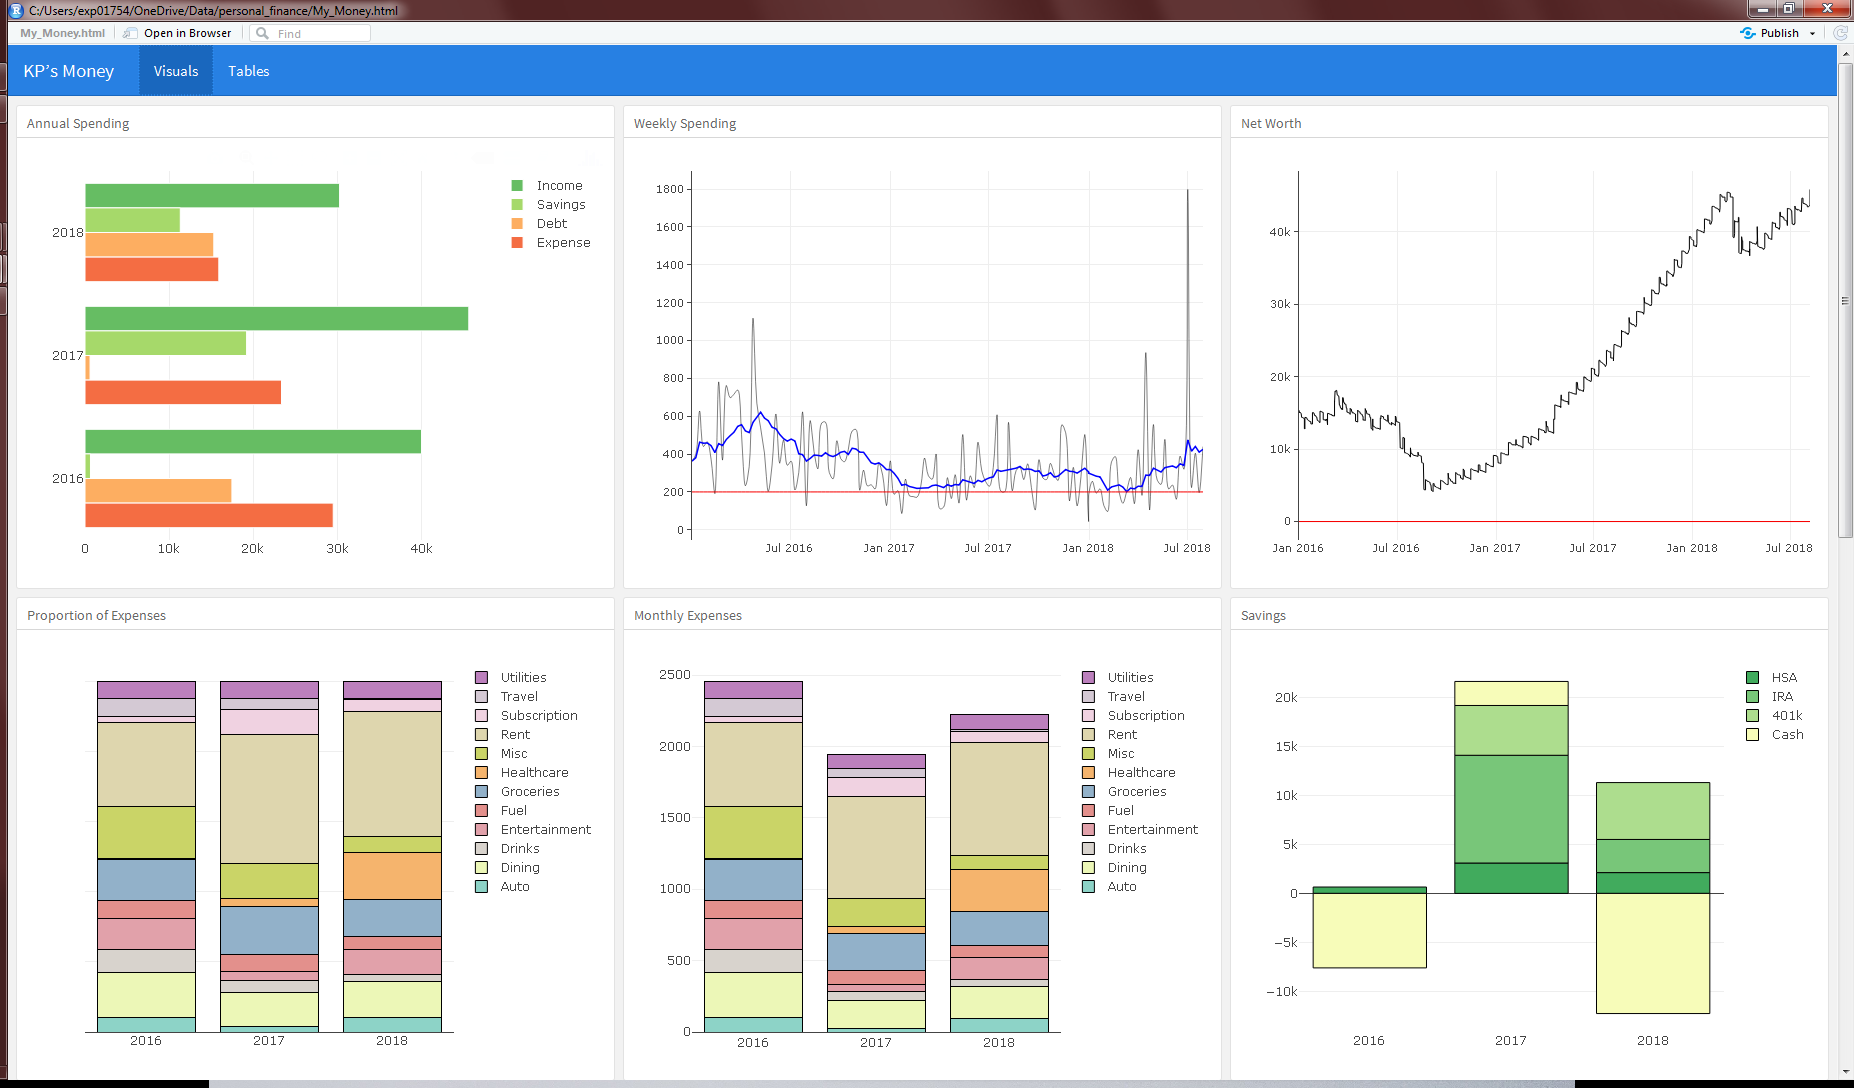 C:/Users/exp01754/OneDrive/Data/personal_finance/My_Money.html
My_Money.html Open in Browser Find Publish
KP's Money Visuals Tables
Annual Spending
2018
2017
2016
0 10k 20k 30k 40k
Income
Savings
Debt
Expense
Weekly Spending
1800
1600
1400
1200
1000
800
600
400
200
0
Jul 2016 Jan 2017 Jul 2017 Jan 2018 Jul 2018
Net Worth
40k
30k
20k
10k
0
Jan 2016 Jul 2016 Jan 2017 Jul 2017 Jan 2018 Jul 2018
Proportion of Expenses
2016 2017 2018
Utilities
Travel
Subscription
Rent
Misc
Healthcare
Groceries
Fuel
Entertainment
Drinks
Dining
Auto
Monthly Expenses
2500
2000
1500
1000
500
0
2016 2017 2018
Utilities
Travel
Subscription
Rent
Misc
Healthcare
Groceries
Fuel
Entertainment
Drinks
Dining
Auto
Savings
20k
15k
10k
5k
0
−5k
−10k
2016 2017 2018
HSA
IRA
401k
Cash